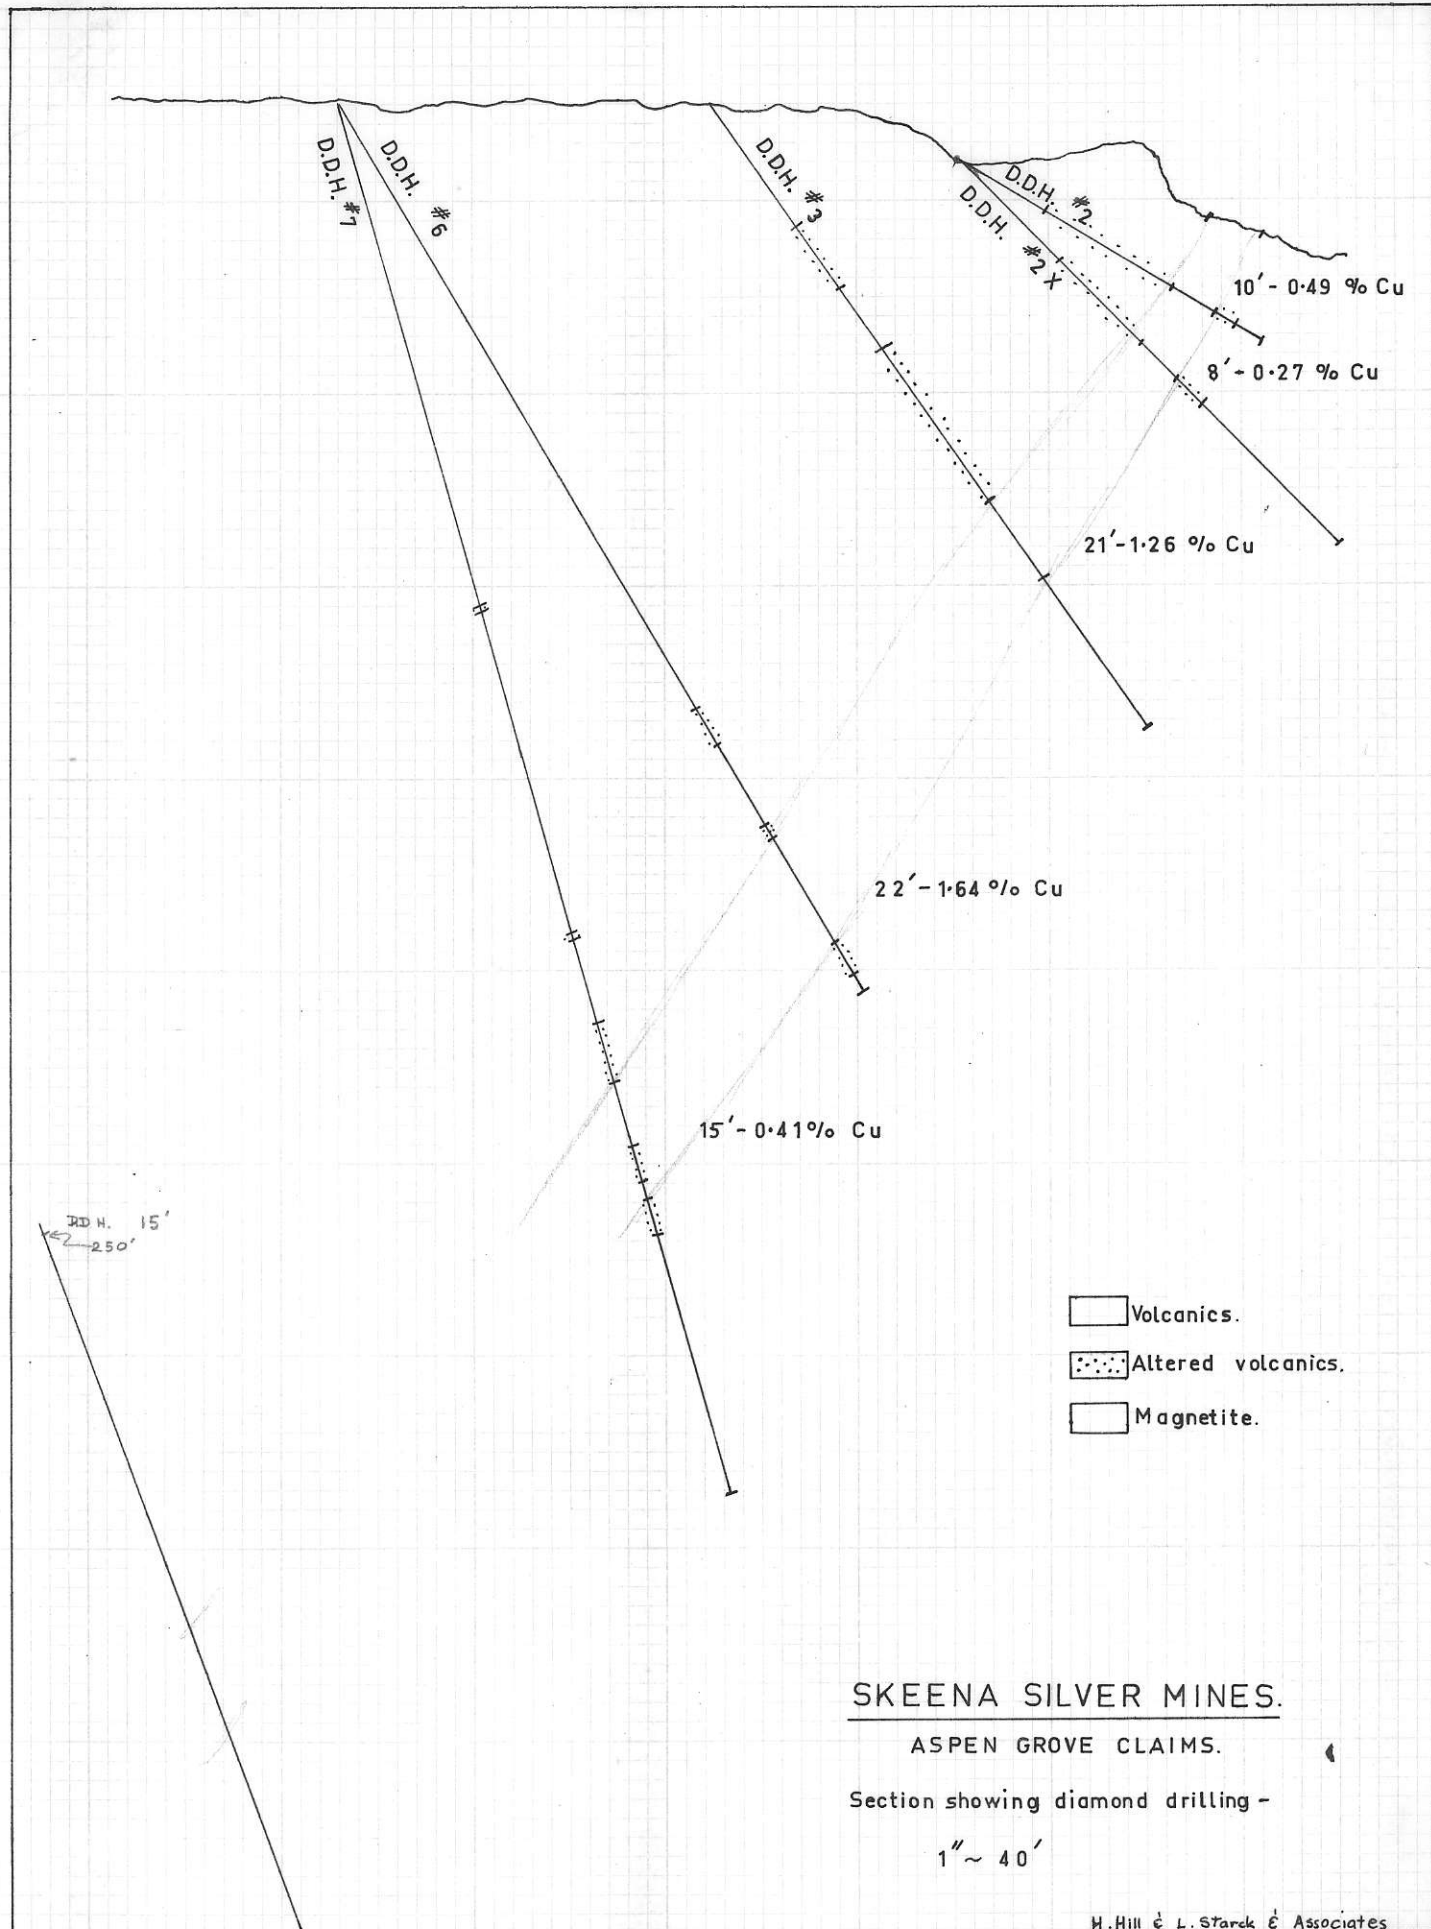 D.D.H. #7
D.D.H. #6
D.D.H. #3
D.D.H. #2
D.D.H. #2 X
10' - 0·49 % Cu
8' - 0·27 % Cu
21' - 1·26 % Cu
22' - 1·64 % Cu
15' - 0·41 % Cu
DDH. 15'
250'
Volcanics.
Altered volcanics.
Magnetite.
SKEENA SILVER MINES.
ASPEN GROVE CLAIMS.
Section showing diamond drilling -
1" ~ 40'
H. Hill & L. Starck & Associates